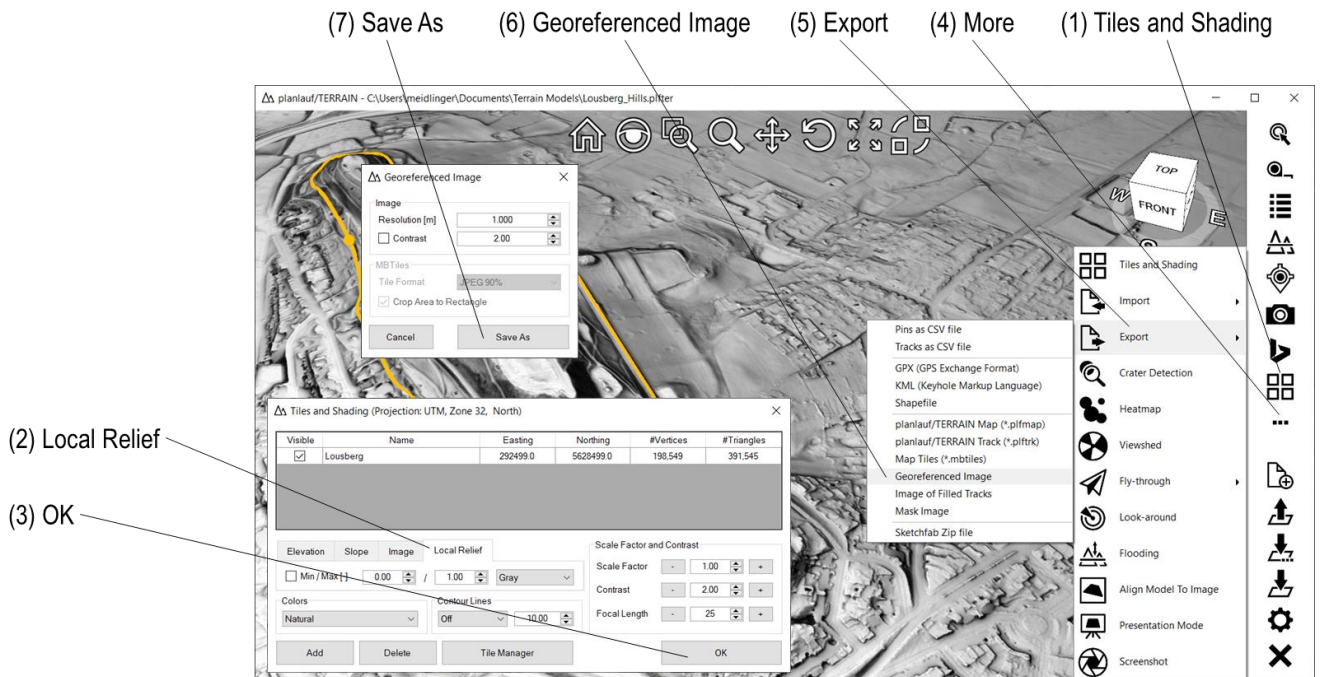 (7) Save As
(6) Georeferenced Image
(5) Export
(4) More
(1) Tiles and Shading
planlauf/TERRAIN - C:\Users\meidlinger\Documents\Terrain Models\Lousberg_Hills.plfter
TOP
FRONT
W
E
Georeferenced Image
Image
Resolution [m] 1.000
Contrast 2.00
MBTiles
Tile Format JPEG 90%
Crop Area to Rectangle
Cancel Save As
Tiles and Shading
Import
Export
Crater Detection
Heatmap
Viewshed
Fly-through
Look-around
Flooding
Align Model To Image
Presentation Mode
Screenshot
Pins as CSV file
Tracks as CSV file
GPX (GPS Exchange Format)
KML (Keyhole Markup Language)
Shapefile
planlauf/TERRAIN Map (*.plfmap)
planlauf/TERRAIN Track (*.plftrk)
Map Tiles (*.mbtiles)
Georeferenced Image
Image of Filled Tracks
Mask Image
Sketchfab Zip file
(2) Local Relief
(3) OK
Tiles and Shading (Projection: UTM, Zone 32, North)
Visible Name Easting Northing #Vertices #Triangles
Lousberg 292499.0 5628499.0 198,549 391,545
Elevation Slope Image Local Relief
Min / Max [-] 0.00 / 1.00 Gray
Colors
Natural
Contour Lines
Off 10.00
Scale Factor and Contrast
Scale Factor - 1.00 +
Contrast - 2.00 +
Focal Length - 25 +
Add Delete Tile Manager OK